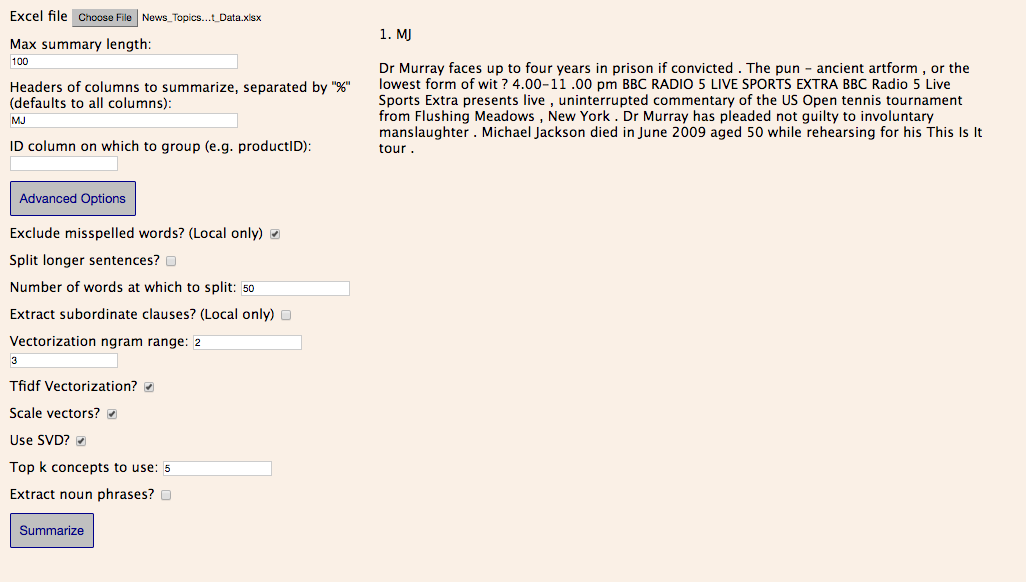 Excel file Choose File News_Topics...t_Data.xlsx
Max summary length:
100
Headers of columns to summarize, separated by "%"
(defaults to all columns):
MJ
ID column on which to group (e.g. productID):
Advanced Options
Exclude misspelled words? (Local only)
Split longer sentences?
Number of words at which to split: 50
Extract subordinate clauses? (Local only)
Vectorization ngram range: 2
3
Tfidf Vectorization?
Scale vectors?
Use SVD?
Top k concepts to use: 5
Extract noun phrases?
Summarize
1. MJ
Dr Murray faces up to four years in prison if convicted . The pun – ancient artform , or the
lowest form of wit ? 4.00-11 .00 pm BBC RADIO 5 LIVE SPORTS EXTRA BBC Radio 5 Live
Sports Extra presents live , uninterrupted commentary of the US Open tennis tournament
from Flushing Meadows , New York . Dr Murray has pleaded not guilty to involuntary
manslaughter . Michael Jackson died in June 2009 aged 50 while rehearsing for his This Is It
tour .